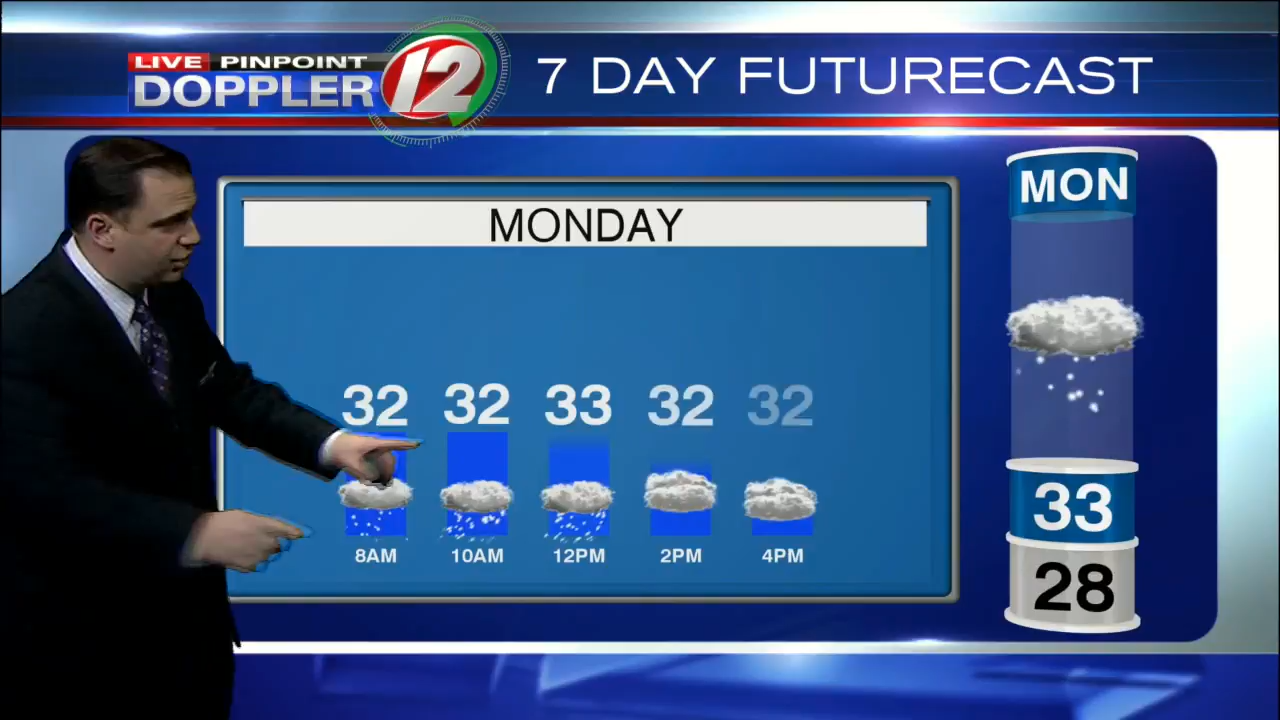 LIVE PINPOINT
DOPPLER 12
7 DAY FUTURECAST
MONDAY
MON
32 32 33 32 32
8AM 10AM 12PM 2PM 4PM
33
28